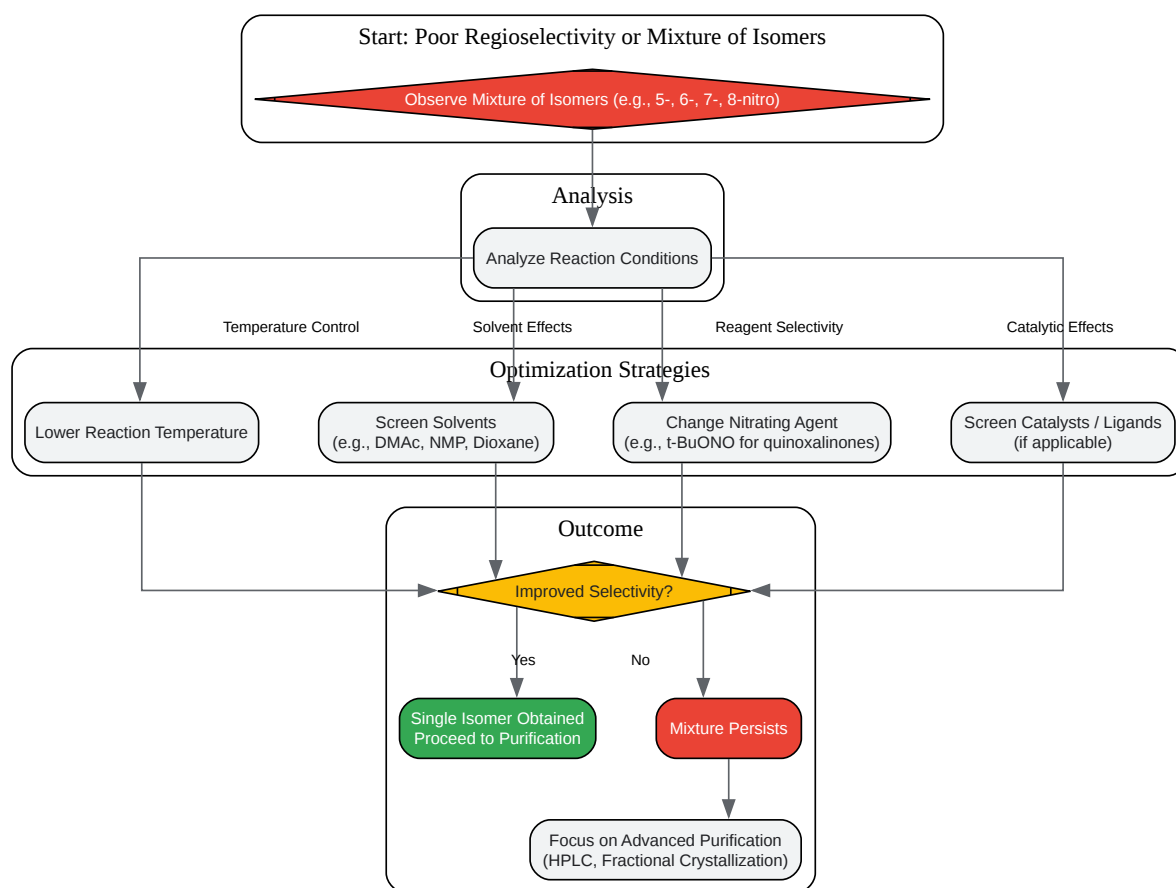 Start: Poor Regioselectivity or Mixture of Isomers
Observe Mixture of Isomers (e.g., 5-, 6-, 7-, 8-nitro)
Analysis
Analyze Reaction Conditions
Temperature Control
Solvent Effects
Reagent Selectivity
Catalytic Effects
Optimization Strategies
Lower Reaction Temperature
Screen Solvents
(e.g., DMAc, NMP, Dioxane)
Change Nitrating Agent
(e.g., t-BuONO for quinoxalinones)
Screen Catalysts / Ligands
(if applicable)
Outcome
Improved Selectivity?
Yes
No
Single Isomer Obtained
Proceed to Purification
Mixture Persists
Focus on Advanced Purification
(HPLC, Fractional Crystallization)